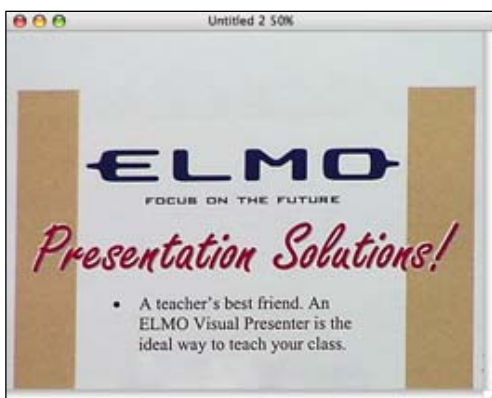 Untitled 2 50%
ELMO
FOCUS ON THE FUTURE
Presentation Solutions!
• A teacher's best friend. An
ELMO Visual Presenter is the
ideal way to teach your class.